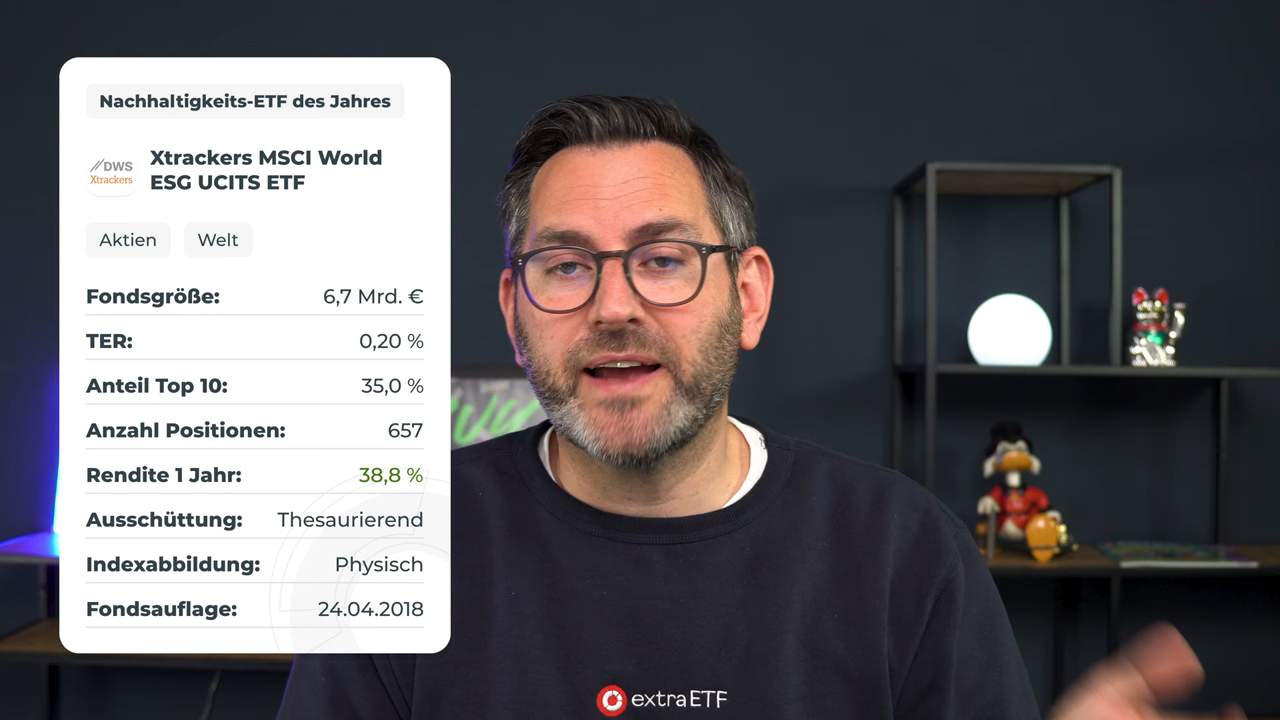 Nachhaltigkeits-ETF des Jahres
DWS
Xtrackers
Xtrackers MSCI World
ESG UCITS ETF
Aktien Welt
Fondsgröße: 6,7 Mrd. €
TER: 0,20 %
Anteil Top 10: 35,0 %
Anzahl Positionen: 657
Rendite 1 Jahr: 38,8 %
Ausschüttung: Thesaurierend
Indexabbildung: Physisch
Fondsauflage: 24.04.2018
extraETF